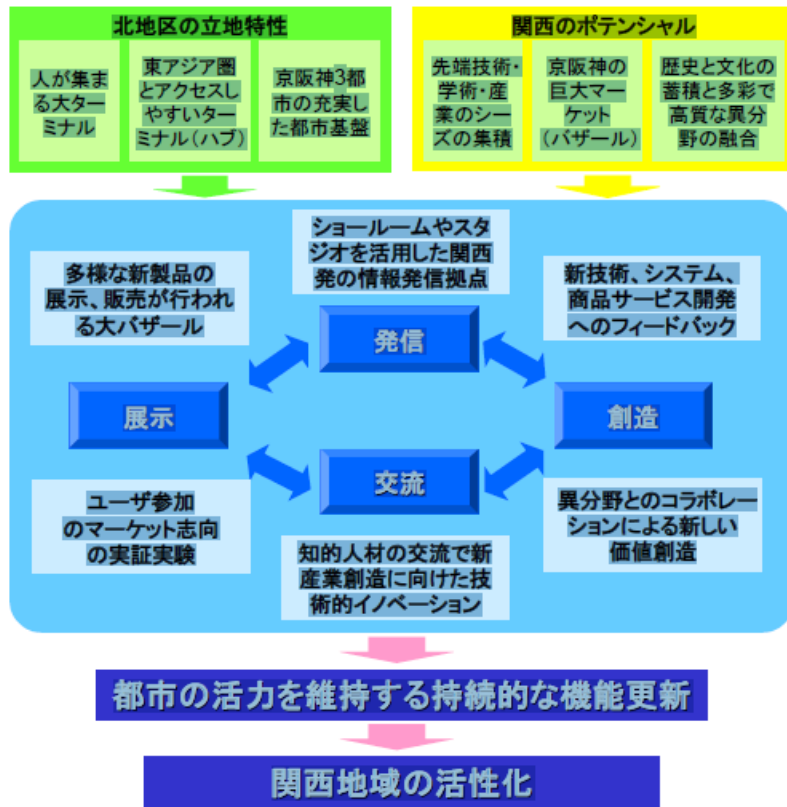 北地区の立地特性
人が集ま
る大ター
ミナル
東アジア圏
とアクセスし
やすいター
ミナル(ハブ)
京阪神3都
市の充実し
た都市基盤
関西のポテンシャル
先端技術・
学術・産
業のシー
ズの集積
京阪神の
巨大マー
ケット
(バザール)
歴史と文化の
蓄積と多彩で
高質な異分
野の融合
ショールームやスタ
ジオを活用した関西
発の情報発信拠点
多様な新製品の
展示、販売が行われ
る大バザール
新技術、システム、
商品サービス開発
へのフィードバック
発信
展示
創造
交流
ユーザ参加
のマーケット志向
の実証実験
知的人材の交流で新
産業創造に向けた技
術的イノベーション
異分野とのコラボレー
ションによる新しい
価値創造
都市の活力を維持する持続的な機能更新
関西地域の活性化